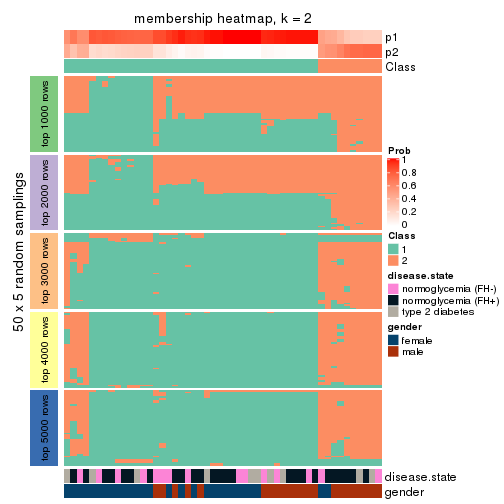 membership heatmap, k = 2
p1
p2
Class
50 x 5 random samplings
top 1000 rows
top 2000 rows
top 3000 rows
top 4000 rows
top 5000 rows
Prob
1
0.8
0.6
0.4
0.2
0
Class
1
2
disease.state
normoglycemia (FH-)
normoglycemia (FH+)
type 2 diabetes
gender
female
male
disease.state
gender